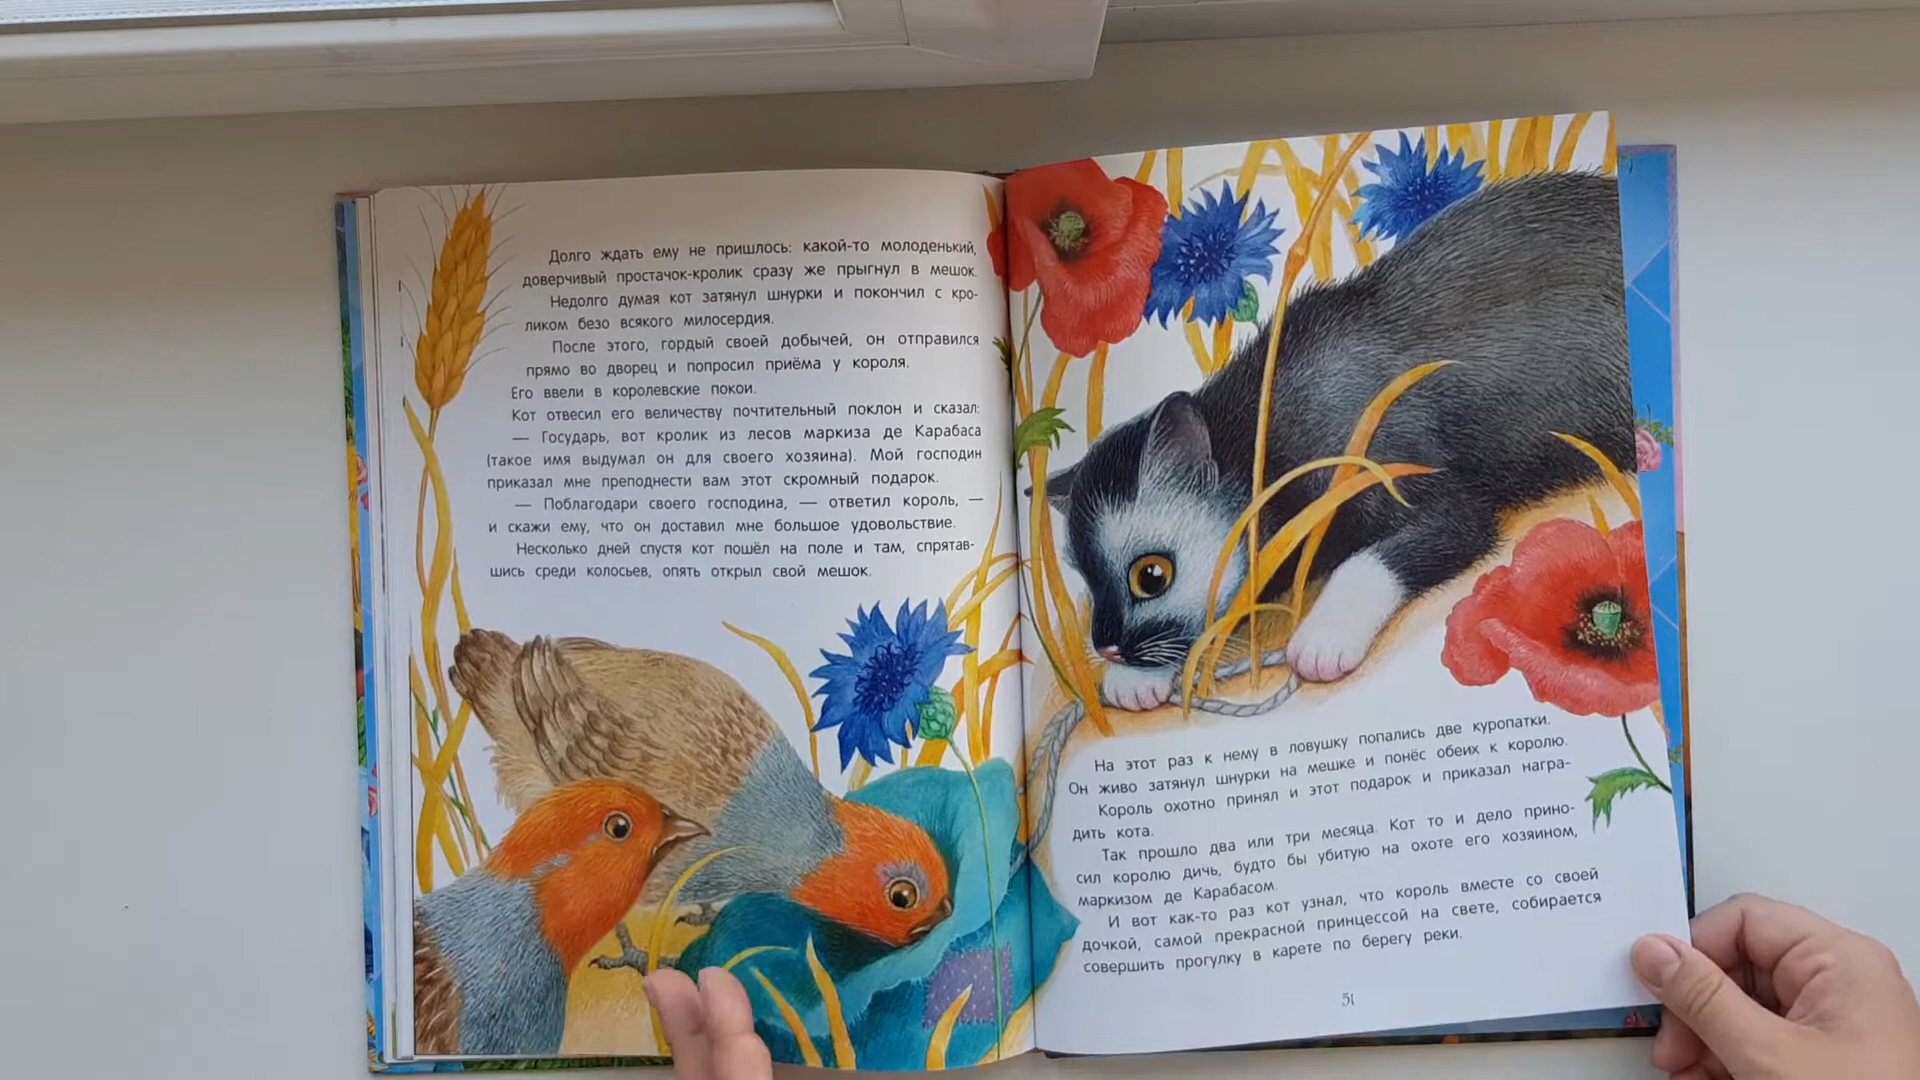 Долго ждать ему не пришлось: какой-то молоденький,
доверчивый простачок-кролик сразу же прыгнул в мешок.
Недолго думая кот затянул шнурки и покончил с кро-
ликом безо всякого милосердия.
После этого, гордый своей добычей, он отправился
прямо во дворец и попросил приёма у короля.
Его ввели в королевские покои.
Кот отвесил его величеству почтительный поклон и сказал:
— Государь, вот кролик из лесов маркиза де Карабаса
(такое имя выдумал он для своего хозяина). Мой господин
приказал мне преподнести вам этот скромный подарок.
— Поблагодари своего господина, — ответил король, —
и скажи ему, что он доставил мне большое удовольствие.
Несколько дней спустя кот пошёл на поле и там, спрятав-
шись среди колосьев, опять открыл свой мешок.
На этот раз к нему в ловушку попались две куропатки.
Он живо затянул шнурки на мешке и понёс обеих к королю.
Король охотно принял и этот подарок и приказал награ-
дить кота.
Так прошло два или три месяца. Кот то и дело прино-
сил королю дичь, будто бы убитую на охоте его хозяином,
маркизом де Карабасом.
И вот как-то раз кот узнал, что король вместе со своей
дочкой, самой прекрасной принцессой на свете, собирается
совершить прогулку в карете по берегу реки.
51